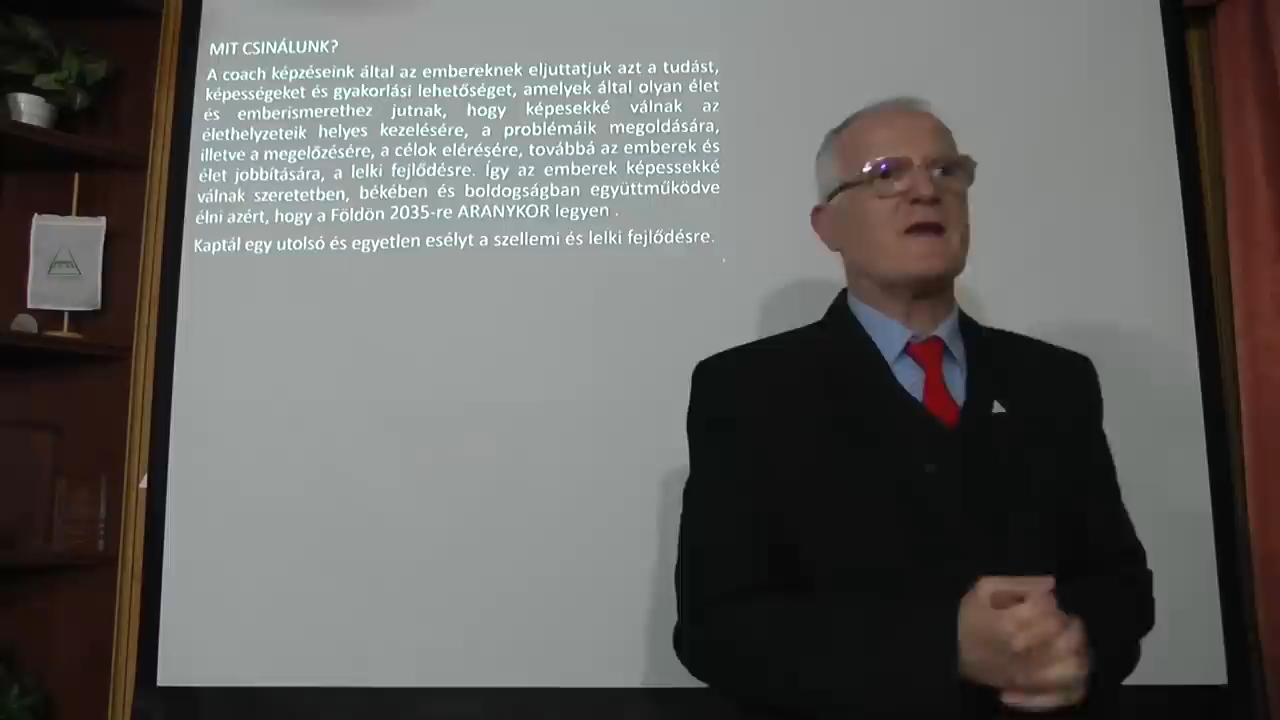 MIT CSINÁLUNK?
A coach képzéseink által az embereknek eljuttatjuk azt a tudást,
képességeket és gyakorlási lehetőséget, amelyek által olyan élet
és emberismerethez jutnak, hogy képesekké válnak az
élethelyzeteik helyes kezelésére, a problémáik megoldására,
illetve a megelőzésére, a célok elérésére, továbbá az emberek és
élet jobbítására, a lelki fejlődésre. Így az emberek képessekké
válnak szeretetben, békében és boldogságban együttműködve
élni azért, hogy a Földön 2035-re ARANYKOR legyen .
Kaptál egy utolsó és egyetlen esélyt a szellemi és lelki fejlődésre.
.